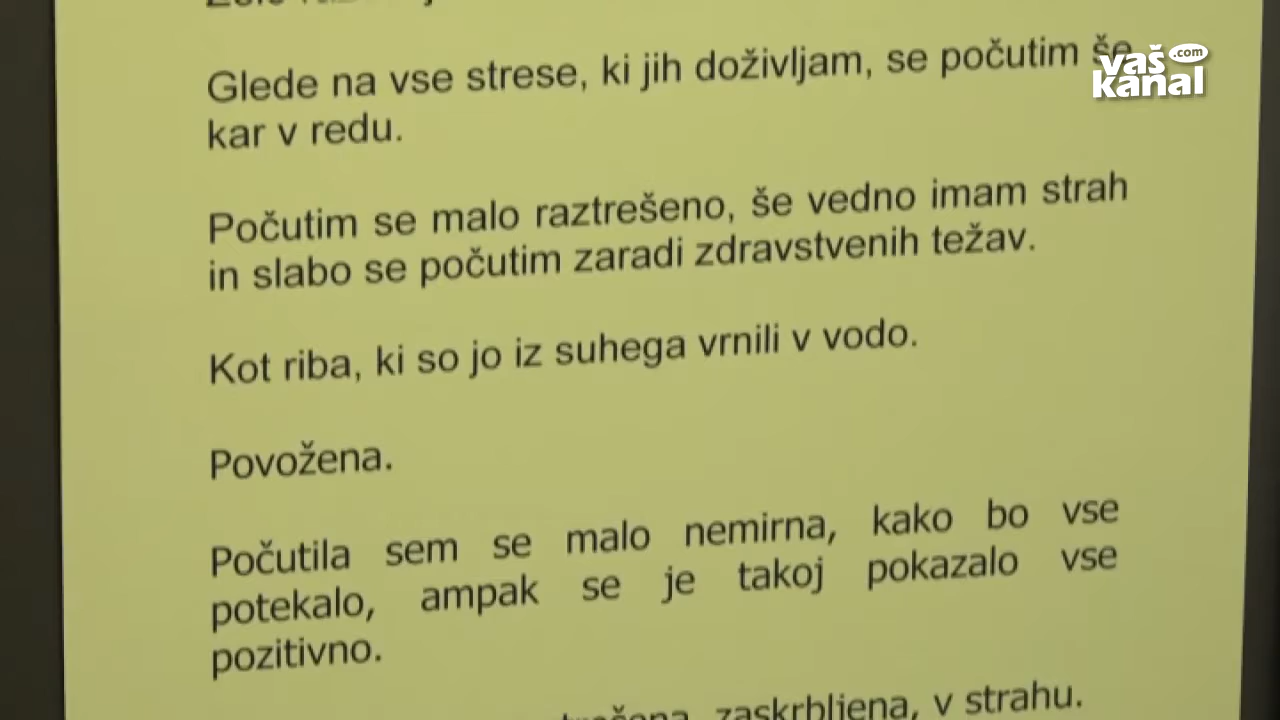 Glede na vse strese, ki jih doživljam, se počutim še
kar v redu.
Počutim se malo raztrešeno, še vedno imam strah
in slabo se počutim zaradi zdravstvenih težav.
Kot riba, ki so jo iz suhega vrnili v vodo.
Povožena.
Počutila sem se malo nemirna, kako bo vse
potekalo, ampak se je takoj pokazalo vse
pozitivno.
zaskrbljena, v strahu.
vaš
.com
kanal